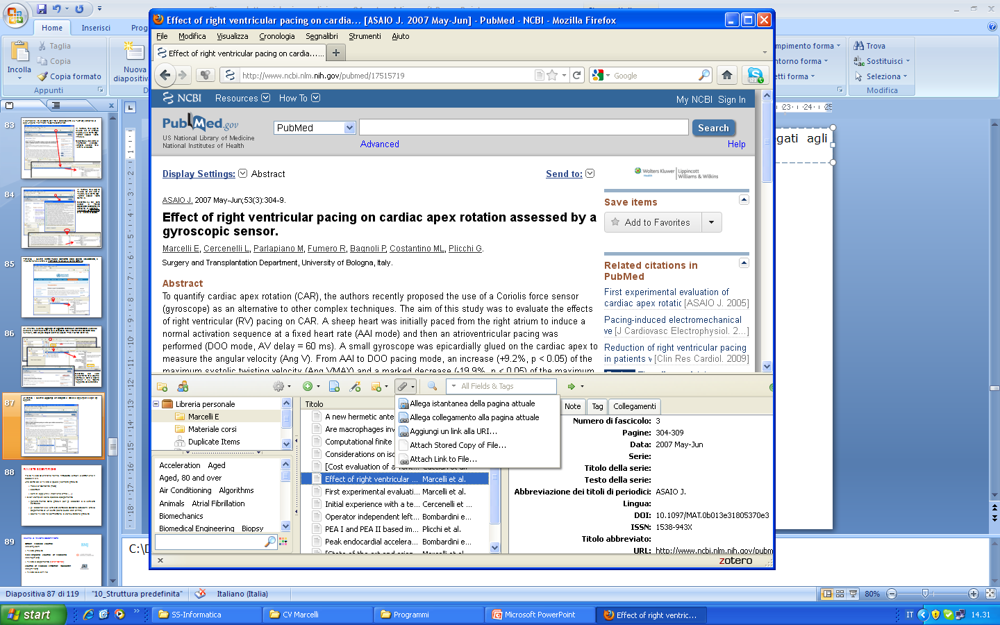 Effect of right ventricular pacing on cardia... [ASAIO J. 2007 May-Jun] - PubMed - NCBI - Mozilla Firefox
File Modifica Visualizza Cronologia Segnalibri Strumenti Aiuto
Effect of right ventricular pacing on cardia......
http://www.ncbi.nlm.nih.gov/pubmed/17515719
Google
Home Inserisci Prog
Taglia
Copia
Copia formato
Incolla
Appunti
Nuova
diapositiv
mpimento forma
ontorno forma
etti forma
Trova
Sostituisci
Seleziona
Modifica
NCBI Resources How To
My NCBI Sign In
PubMed.gov
US National Library of Medicine
National Institutes of Health
PubMed
Search
Advanced
Help
Display Settings: Abstract
Send to:
Wolters Kluwer Health
Lippincott
Williams & Wilkins
ASAIO J. 2007 May-Jun;53(3):304-9.
Effect of right ventricular pacing on cardiac apex rotation assessed by a
gyroscopic sensor.
Marcelli E, Cercenelli L, Parlapiano M, Fumero R, Bagnoli P, Costantino ML, Plicchi G.
Surgery and Transplantation Department, University of Bologna, Italy.
Abstract
To quantify cardiac apex rotation (CAR), the authors recently proposed the use of a Coriolis force sensor
(gyroscope) as an alternative to other complex techniques. The aim of this study was to evaluate the effects
of right ventricular (RV) pacing on CAR. A sheep heart was initially paced from the right atrium to induce a
normal activation sequence at a fixed heart rate (AAI mode) and then an atrioventricular pacing was
performed (DOO mode, AV delay = 60 ms). A small gyroscope was epicardially glued on the cardiac apex to
measure the angular velocity (Ang V). From AAI to DOO pacing mode, an increase (+9.2%, p < 0.05) of the
maximum systolic twisting velocity (Ang VMAX) and a marked decrease (-19.9%, p < 0.05) of the maximum
Save items
Add to Favorites
Related citations in
PubMed
First experimental evaluation of
cardiac apex rotatic [ASAIO J. 2005]
Pacing-induced electromechanical
ve [J Cardiovasc Electrophysiol. 2...]
Reduction of right ventricular pacing
in patients v [Clin Res Cardiol. 2009]
All Fields & Tags
Libreria personale
Marcelli E
Materiale corsi
Duplicate Items
Acceleration Aged
Aged, 80 and over
Air Conditioning Algorithms
Animals Atrial Fibrillation
Biomechanics
Biomedical Engineering Biopsy
Titolo
A new hermetic ante
Are macrophages inv
Computational finite
Considerations on iso
[Cost evaluation of a
Effect of right ventricular ... Marcelli et al.
First experimental evaluati... Marcelli et al.
Initial experience with a te... Cercenelli et ...
Operator independent left... Bombardini e...
PEA I and PEA II based im... Plicchi et al.
Peak endocardial accelera... Bombardini e...
Allega istantanea della pagina attuale
Allega collegamento alla pagina attuale
Aggiungi un link alla URI...
Attach Stored Copy of File...
Attach Link to File...
Note Tag Collegamenti
Numero di fascicolo: 3
Pagine: 304-309
Data: 2007 May-Jun
Serie:
Titolo della serie:
Testo della serie:
Abbreviazione dei titoli di periodici: ASAIO J.
Lingua:
DOI: 10.1097/MAT.0b013e31805370e3
ISSN: 1538-943X
Titolo abbreviato:
URL: http://www.ncbi.nlm.nih.gov/pubm
zotero
83
84
85
86
87
88
89
egati agli
C:\D
Diapositiva 87 di 119 "10_Struttura predefinita" Italiano (Italia)
80%
start SS-Informatica CV Marcelli Programmi Microsoft PowerPoint Effect of right ventric... IT 14.31